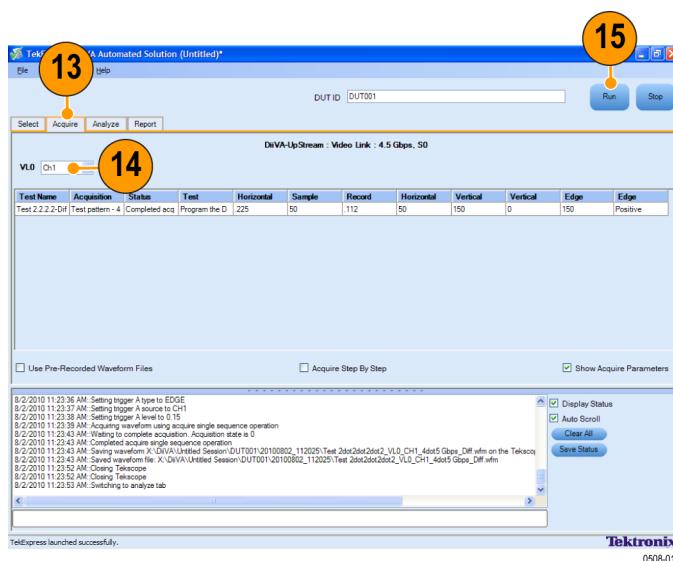 15
TekExpress DiiVA Automated Solution (Untitled)*
13
File Help
DUT ID DUT001
Run Stop
Select Acquire Analyze Report
DiiVA-UpStream : Video Link : 4.5 Gbps, S0
VL0 Ch1
14
Test Name Acquisition Status Test Horizontal Sample Record Horizontal Vertical Vertical Edge Edge
Test 2.2.2.2-Dif Test pattern - 4 Completed acq Program the D .225 50 .112 50 150 0 150 Positive
Use Pre-Recorded Waveform Files Acquire Step By Step Show Acquire Parameters
8/2/2010 11:23:36 AM::Setting trigger A type to EDGE
8/2/2010 11:23:37 AM::Setting trigger A source to CH1
8/2/2010 11:23:38 AM::Setting trigger A level to 0.15
8/2/2010 11:23:39 AM::Acquiring waveform using acquire single sequence operation
8/2/2010 11:23:43 AM::Waiting to complete acquisition. Acquisition state is 0
8/2/2010 11:23:43 AM::Completed acquire single sequence operation
8/2/2010 11:23:43 AM::Saving waveform X:\DiiVA\Untitled Session\DUT001\20100802_112025\Test 2dot2dot2dot2_VL0_CH1_4dot5 Gbps_Diff.wfm on the Tekscop
8/2/2010 11:23:43 AM::Saved waveform file: X:\DiiVA\Untitled Session\DUT001\20100802_112025\Test 2dot2dot2dot2_VL0_CH1_4dot5 Gbps_Diff.wfm
8/2/2010 11:23:52 AM::Closing Tekscope
8/2/2010 11:23:52 AM::Closing Tekscope
8/2/2010 11:23:53 AM::Switching to analyze tab
Display Status
Auto Scroll
Clear All
Save Status
TekExpress launched successfully.
Tektronix
0508-01